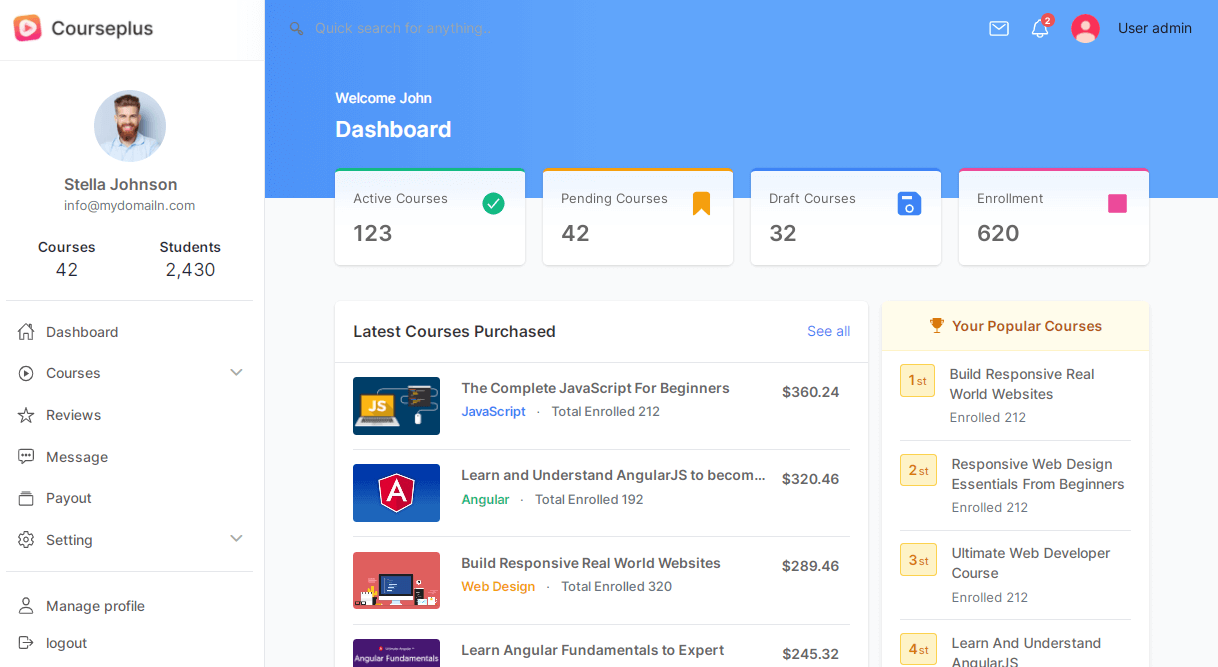 Courseplus
Quick search for anything..
2
User admin
Stella Johnson
info@mydomailn.com
Courses
42
Students
2,430
Dashboard
Courses
Reviews
Message
Payout
Setting
Manage profile
logout
Welcome John
Dashboard
Active Courses
123
Pending Courses
42
Draft Courses
32
Enrollment
620
Latest Courses Purchased
See all
JS
The Complete JavaScript For Beginners
JavaScript · Total Enrolled 212
$360.24
A
Learn and Understand AngularJS to becom...
Angular · Total Enrolled 192
$320.46
Build Responsive Real World Websites
Web Design · Total Enrolled 320
$289.46
Angular Fundamentals
Learn Angular Fundamentals to Expert
$245.32
Your Popular Courses
1st
Build Responsive Real
World Websites
Enrolled 212
2st
Responsive Web Design
Essentials From Beginners
Enrolled 212
3st
Ultimate Web Developer
Course
Enrolled 212
4st
Learn And Understand
AngularJS